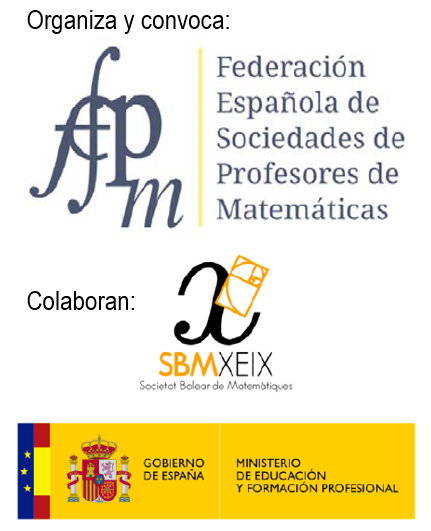 Organiza y convoca:
fespm
Federación
Española de
Sociedades de
Profesores de
Matemáticas
Colaboran:
x
SBMXEIX
Societat Balear de Matemàtiques
GOBIERNO
DE ESPAÑA
MINISTERIO
DE EDUCACIÓN
Y FORMACIÓN PROFESIONAL